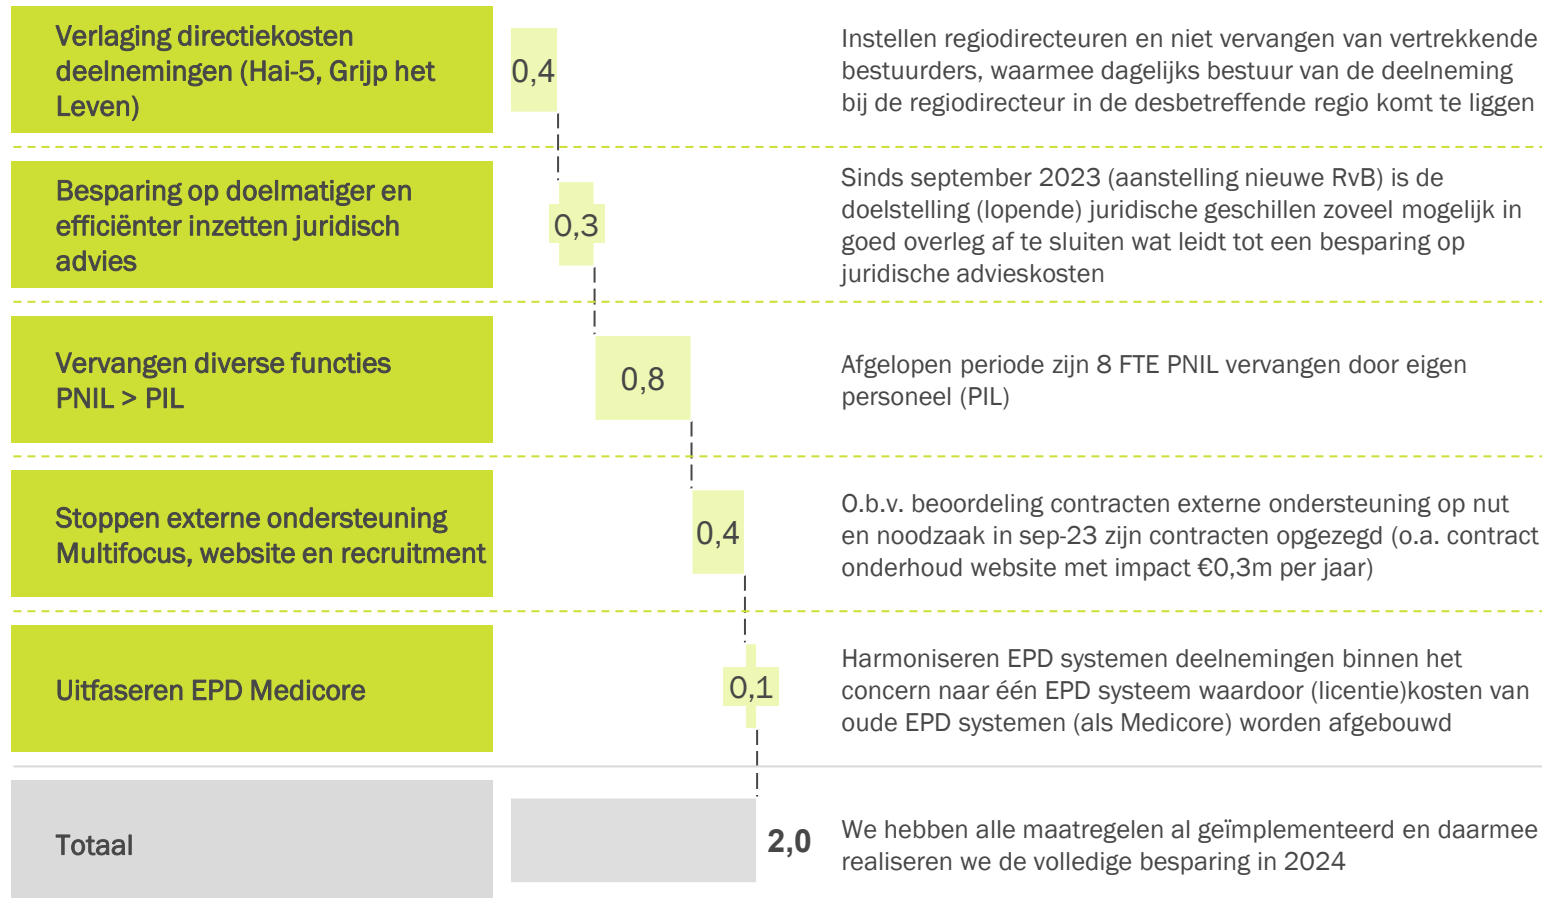 Verlaging directiekosten
deelnemingen (Hai-5, Grijp het
Leven)
0,4
Instellen regiodirecteuren en niet vervangen van vertrekkende
bestuurders, waarmee dagelijks bestuur van de deelneming
bij de regiodirecteur in de desbetreffende regio komt te liggen
Besparing op doelmatiger en
efficiënter inzetten juridisch
advies
0,3
Sinds september 2023 (aanstelling nieuwe RvB) is de
doelstelling (lopende) juridische geschillen zoveel mogelijk in
goed overleg af te sluiten wat leidt tot een besparing op
juridische advieskosten
Vervangen diverse functies
PNIL > PIL
0,8
Afgelopen periode zijn 8 FTE PNIL vervangen door eigen
personeel (PIL)
Stoppen externe ondersteuning
Multifocus, website en recruitment
0,4
O.b.v. beoordeling contracten externe ondersteuning op nut
en noodzaak in sep-23 zijn contracten opgezegd (o.a. contract
onderhoud website met impact €0,3m per jaar)
Uitfaseren EPD Medicore
0,1
Harmoniseren EPD systemen deelnemingen binnen het
concern naar één EPD systeem waardoor (licentie)kosten van
oude EPD systemen (als Medicore) worden afgebouwd
Totaal
2,0
We hebben alle maatregelen al geïmplementeerd en daarmee
realiseren we de volledige besparing in 2024